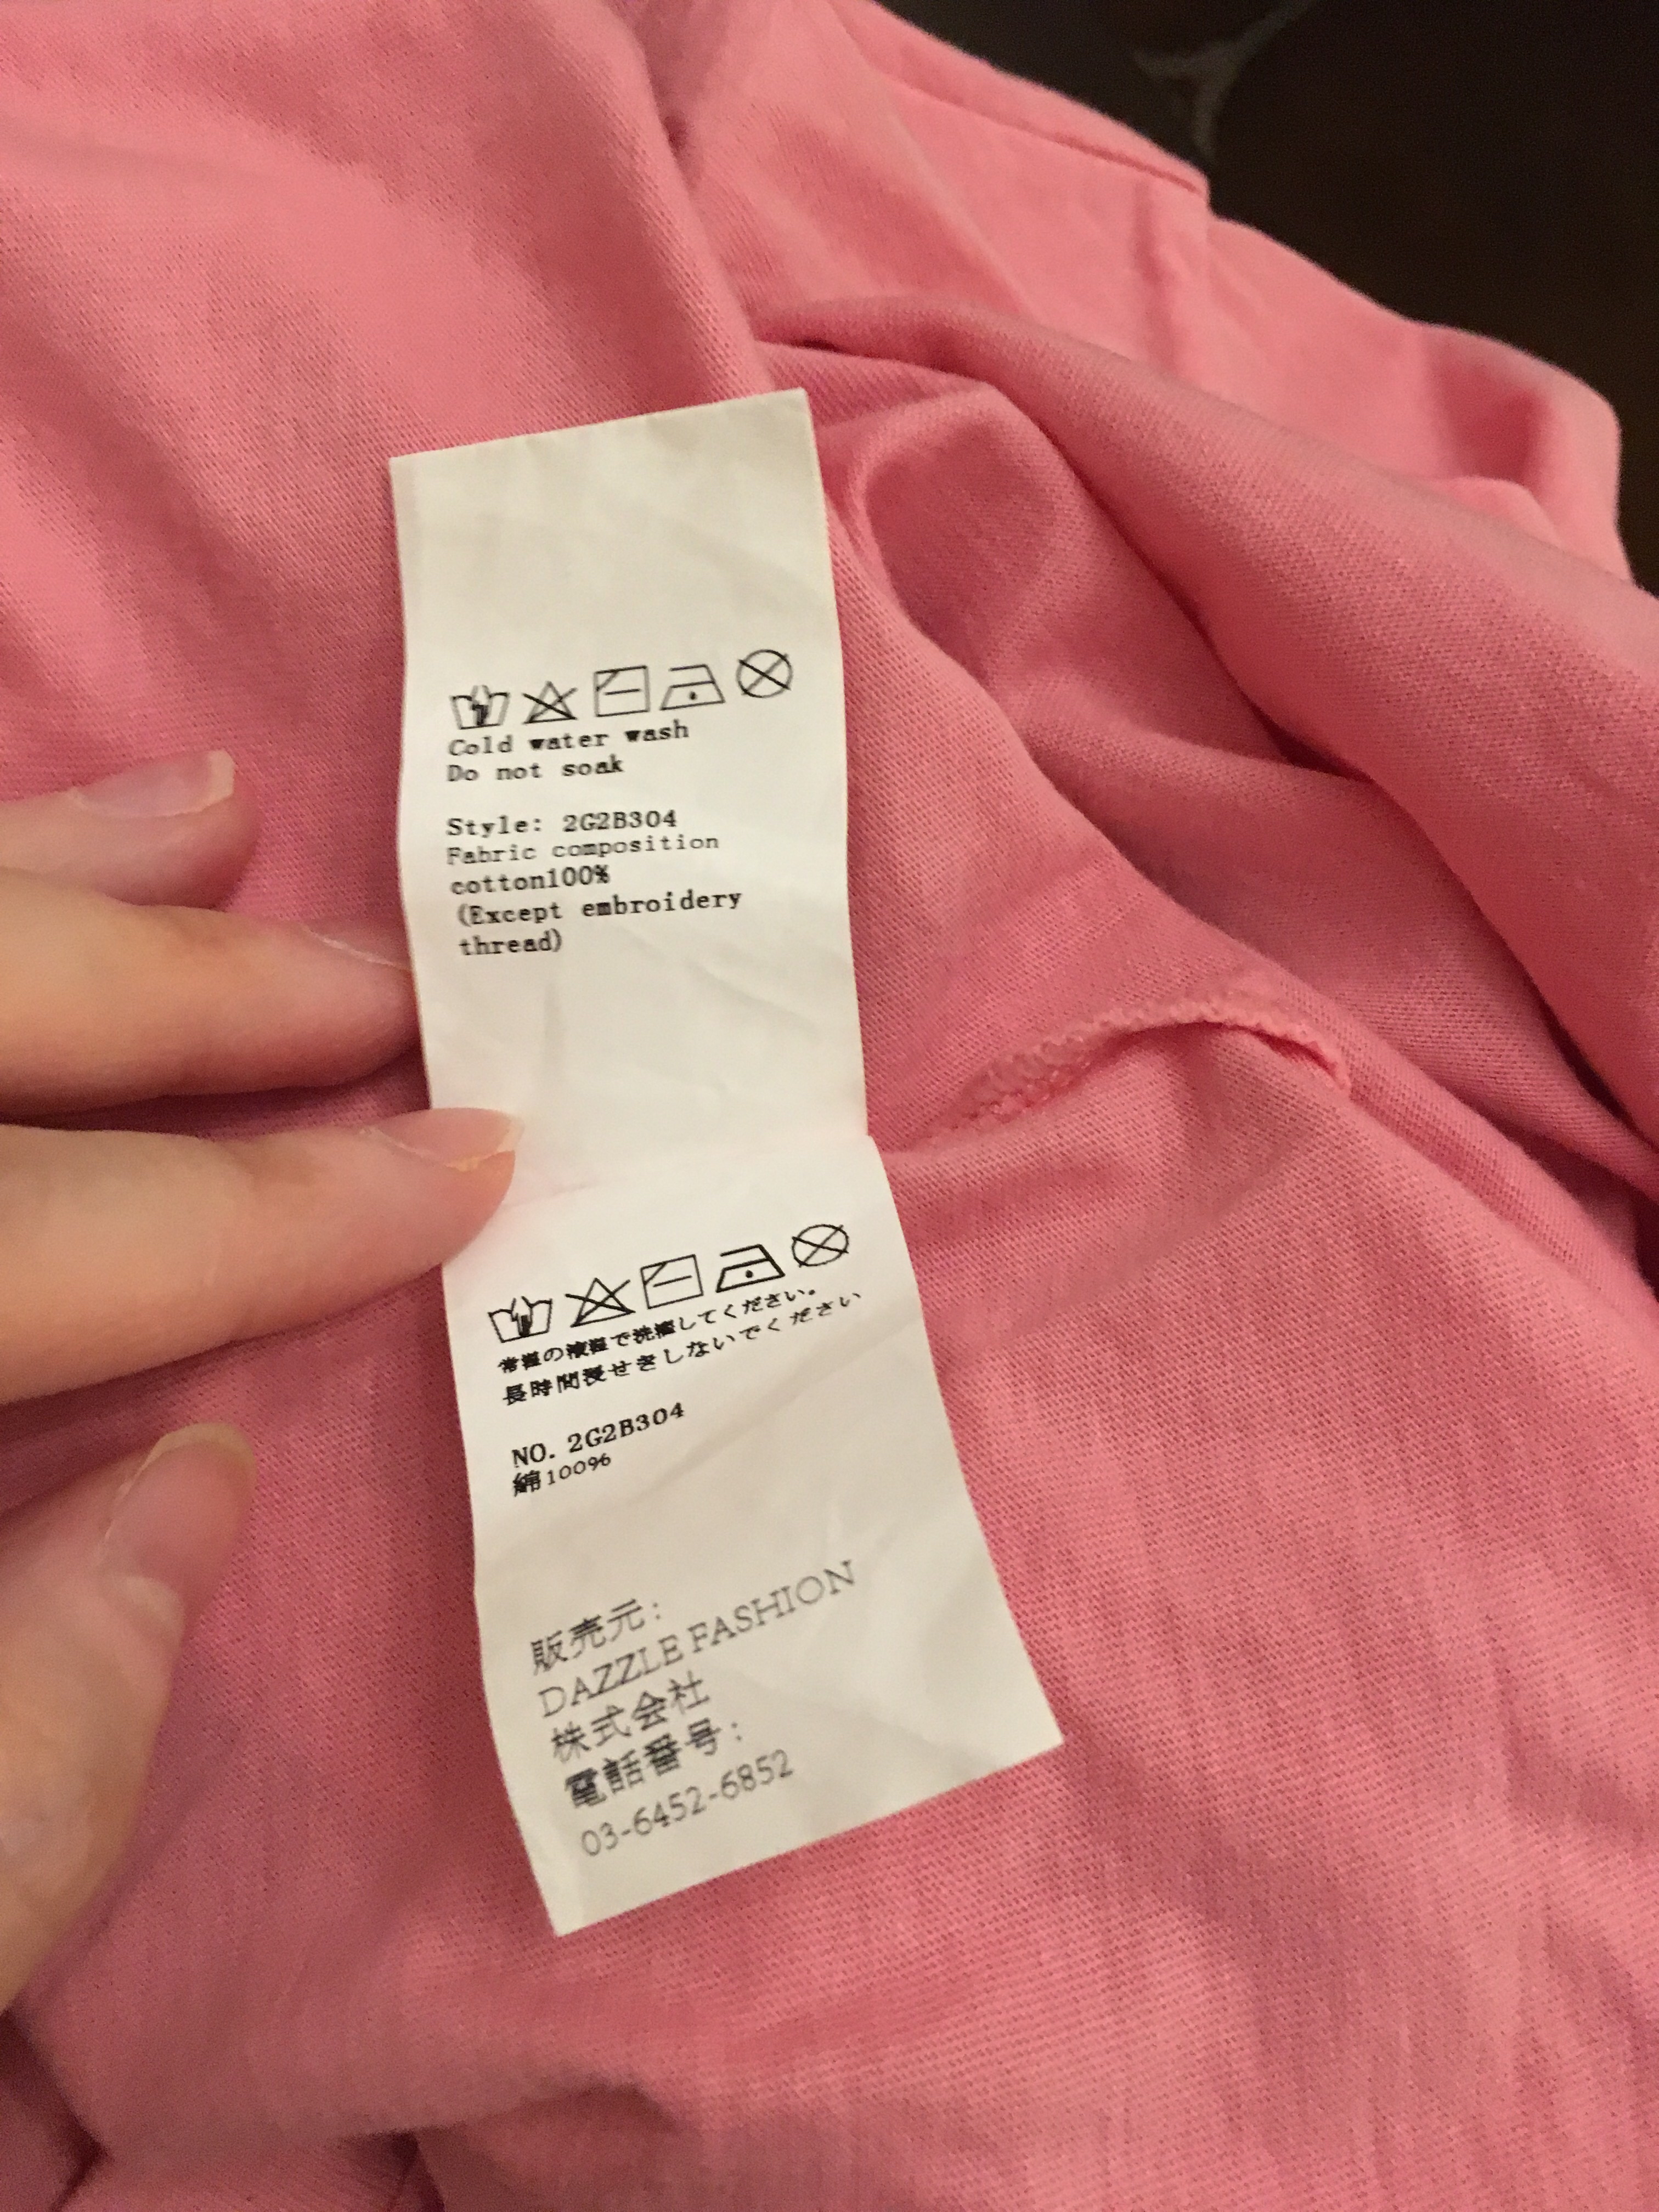 Cold water wash
Do not soak
Style: 2G2B304
Fabric composition
cotton100%
(Except embroidery
thread)
常温の液温で洗濯してください。
長時間浸せきしないでください
NO. 2G2B304
綿100%
販売元:
DAZZLE FASHION
株式会社
電話番号:
03-6452-6852